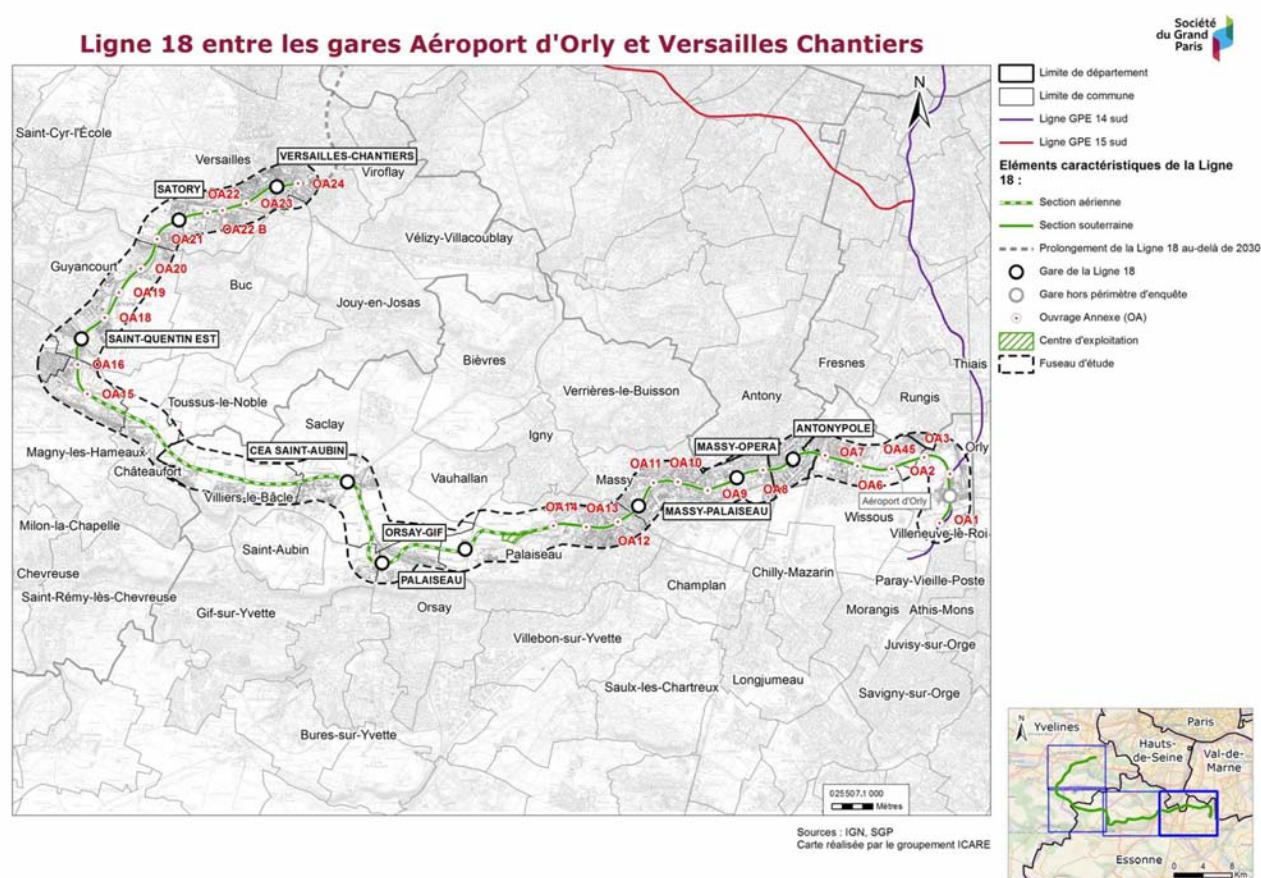 Ligne 18 entre les gares Aéroport d'Orly et Versailles Chantiers
Société
du Grand
Paris
N
Limite de département
Limite de commune
Ligne GPE 14 sud
Ligne GPE 15 sud
Eléments caractéristiques de la Ligne
18 :
Section aérienne
Section souterraine
Prolongement de la Ligne 18 au-delà de 2030
Gare de la Ligne 18
Gare hors périmètre d'enquête
Ouvrage Annexe (OA)
Centre d'exploitation
Fuseau d'étude
Saint-Cyr-l'École
Versailles
VERSAILLES-CHANTIERS
Viroflay
SATORY
OA22
OA24
OA23
OA22 B
OA21
Vélizy-Villacoublay
Guyancourt
OA20
Buc
OA19
Jouy-en-Josas
OA18
SAINT-QUENTIN EST
OA16
Bièvres
Fresnes
Thiais
OA15
Toussus-le-Noble
Verrières-le-Buisson
Antony
Rungis
Saclay
ANTONYPOLE
Igny
MASSY-OPERA
OA3
Orly
Magny-les-Hameaux
CEA SAINT-AUBIN
OA7
OA45
Châteaufort
Vauhallan
Massy
OA11
OA10
OA2
OA6
Villiers-le-Bâcle
OA9
OA8
Aéroport d'Orly
OA14
OA13
MASSY-PALAISEAU
Wissous
OA1
Milon-la-Chapelle
ORSAY-GIF
OA12
Villeneuve-le-Roi
Saint-Aubin
Palaiseau
Chevreuse
PALAISEAU
Champlan
Chilly-Mazarin
Paray-Vieille-Poste
Saint-Rémy-lès-Chevreuse
Gif-sur-Yvette
Orsay
Morangis
Athis-Mons
Villebon-sur-Yvette
Juvisy-sur-Orge
Saulx-les-Chartreux
Longjumeau
Savigny-sur-Orge
Bures-sur-Yvette
025507,1 000
Mètres
Sources : IGN, SGP
Carte réalisée par le groupement ICARE
N
Yvelines
Paris
Hauts-
de-Seine
Val-de-
Marne
Essonne
0 4 8
Km